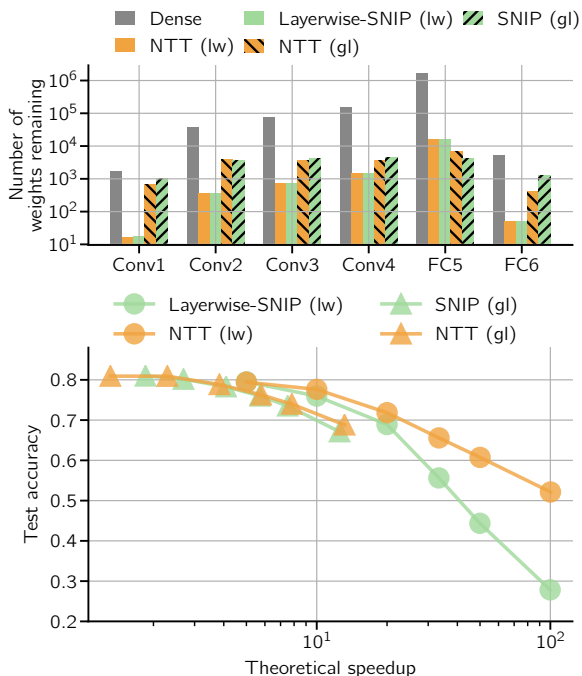 Dense Layerwise-SNIP (lw) SNIP (gl)
NTT (lw) NTT (gl)
Number of
weights remaining
10^6
10^5
10^4
10^3
10^2
10^1
Conv1 Conv2 Conv3 Conv4 FC5 FC6
Layerwise-SNIP (lw) SNIP (gl)
NTT (lw) NTT (gl)
Test accuracy
0.8
0.7
0.6
0.5
0.4
0.3
0.2
10^1 10^2
Theoretical speedup